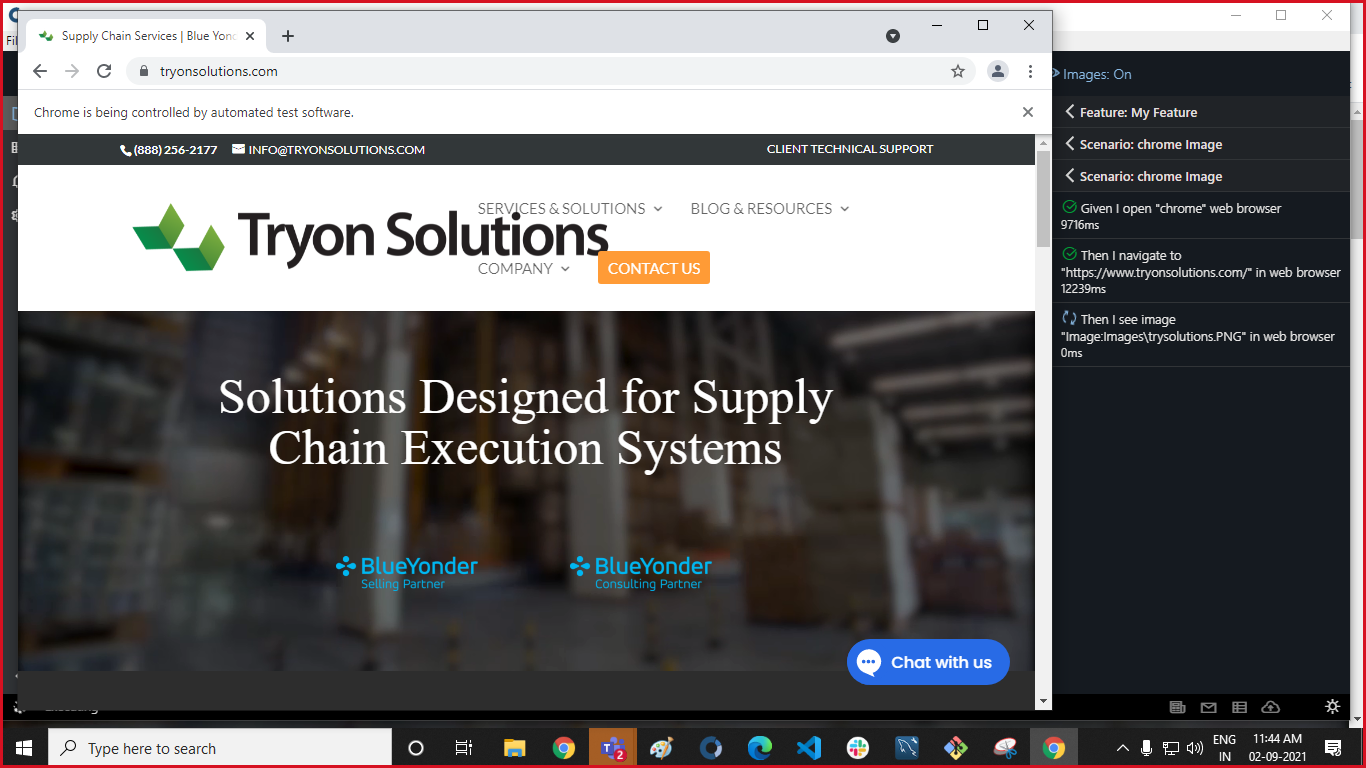 Supply Chain Services | Blue Yond
tryonsolutions.com
Chrome is being controlled by automated test software.
(888) 256-2177
INFO@TRYONSOLUTIONS.COM
CLIENT TECHNICAL SUPPORT
Tryon Solutions
SERVICES & SOLUTIONS
BLOG & RESOURCES
COMPANY
CONTACT US
Solutions Designed for Supply
Chain Execution Systems
BlueYonder
Selling Partner
BlueYonder
Consulting Partner
Chat with us
Images: On
Feature: My Feature
Scenario: chrome Image
Scenario: chrome Image
Given I open "chrome" web browser
9716ms
Then I navigate to
"https://www.tryonsolutions.com/" in web browser
12239ms
Then I see image
"Image:Images\trysolutions.PNG" in web browser
0ms
Type here to search
2
ENG
IN
11:44 AM
02-09-2021